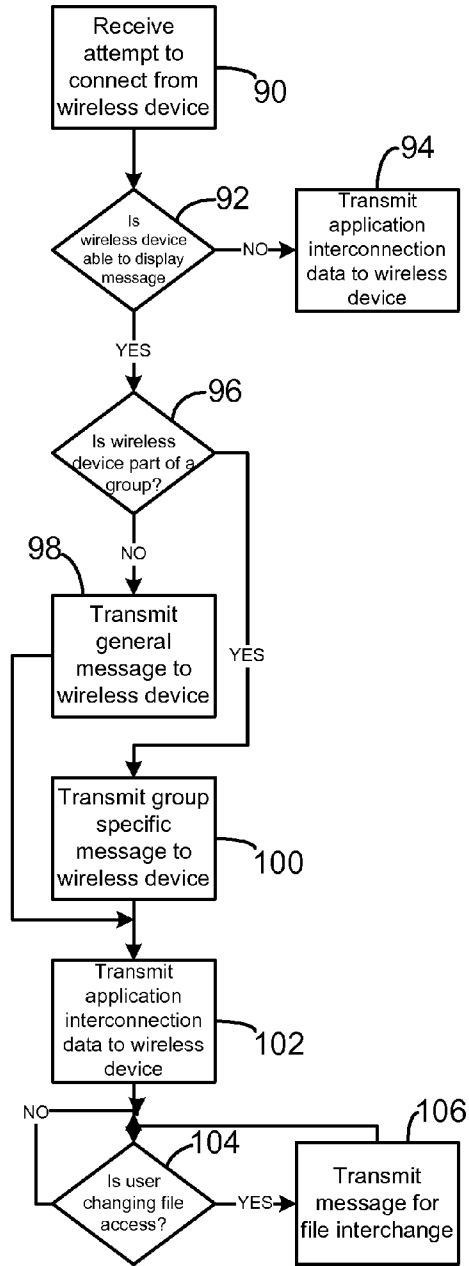 Receive
attempt to
connect from
wireless device
90
92
Is
wireless device
able to display
message
NO
94
Transmit
application
interconnection
data to wireless
device
YES
96
Is wireless
device part of a
group?
NO
YES
98
Transmit
general
message to
wireless device
Transmit group
specific
message to
wireless device
100
Transmit
application
interconnection
data to wireless
device
102
NO
104
Is user
changing file
access?
YES
106
Transmit
message for
file interchange